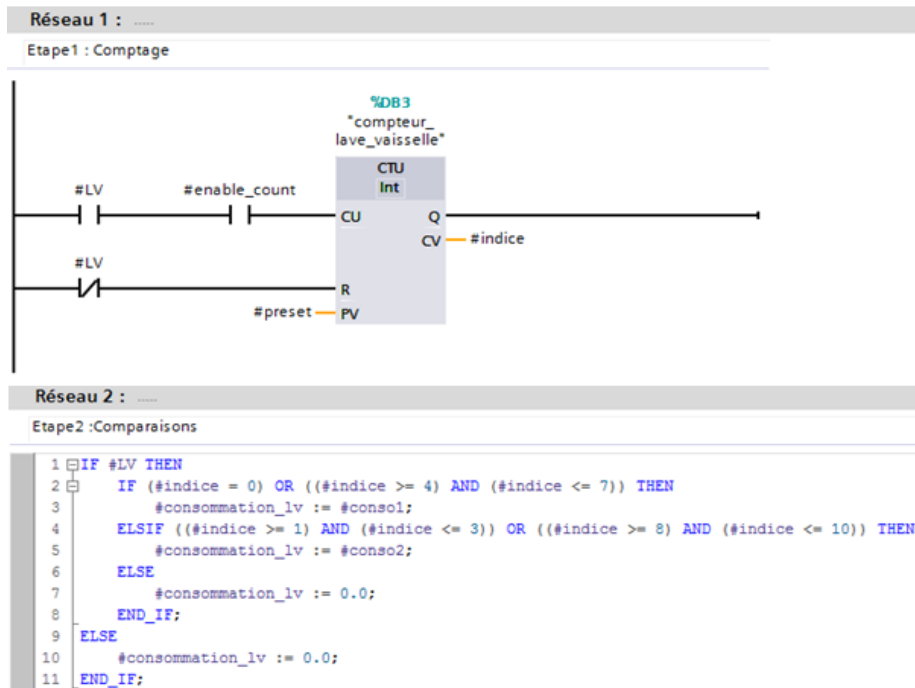 Réseau 1 : .....
Etape1 : Comptage
%DB3
"compteur_
lave_vaisselle"
CTU
Int
#LV #enable_count
CU Q
CV #indice
#LV
R
#preset PV
Réseau 2 : .....
Etape2 :Comparaisons
1 IF #LV THEN
2 IF (#indice = 0) OR ((#indice >= 4) AND (#indice <= 7)) THEN
3 #consommation_lv := #conso1;
4 ELSIF ((#indice >= 1) AND (#indice <= 3)) OR ((#indice >= 8) AND (#indice <= 10)) THEN
5 #consommation_lv := #conso2;
6 ELSE
7 #consommation_lv := 0.0;
8 END_IF;
9 ELSE
10 #consommation_lv := 0.0;
11 END_IF;